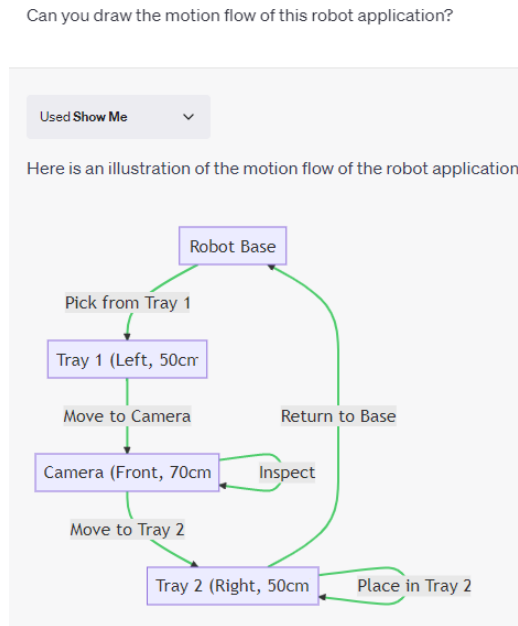 Can you draw the motion flow of this robot application?
Used Show Me
Here is an illustration of the motion flow of the robot application
Robot Base
Pick from Tray 1
Tray 1 (Left, 50cm
Move to Camera
Return to Base
Camera (Front, 70cm
Inspect
Move to Tray 2
Tray 2 (Right, 50cm
Place in Tray 2